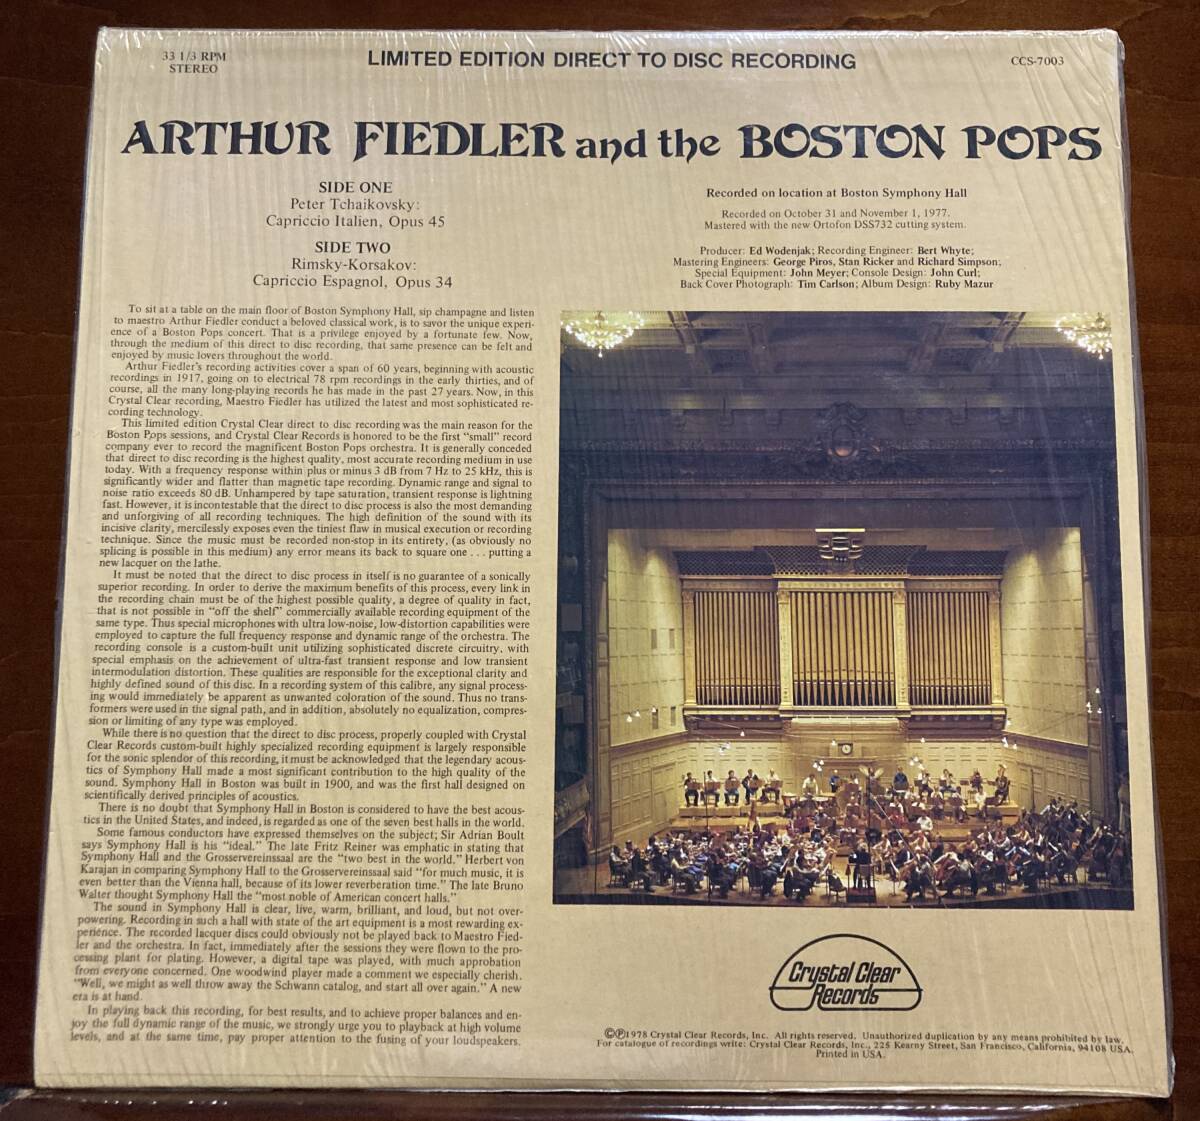 33 1/3 RPM
STEREO
LIMITED EDITION DIRECT TO DISC RECORDING
CCS-7003
ARTHUR FIEDLER and the BOSTON POPS
SIDE ONE
Peter Tchaikovsky:
Capriccio Italien, Opus 45
SIDE TWO
Rimsky-Korsakov:
Capriccio Espagnol, Opus 34
Recorded on location at Boston Symphony Hall
Recorded on October 31 and November 1, 1977.
Mastered with the new Ortofon DSS732 cutting system.
Producer: Ed Wodenjak; Recording Engineer: Bert Whyte;
Mastering Engineers: George Piros, Stan Ricker and Richard Simpson;
Special Equipment: John Meyer; Console Design: John Curl;
Back Cover Photograph: Tim Carlson; Album Design: Ruby Mazur
To sit at a table on the main floor of Boston Symphony Hall, sip champagne and listen
to maestro Arthur Fiedler conduct a beloved classical work, is to savor the unique experi-
ence of a Boston Pops concert. That is a privilege enjoyed by a fortunate few. Now,
through the medium of this direct to disc recording, that same presence can be felt and
enjoyed by music lovers throughout the world.
Arthur Fiedler's recording activities cover a span of 60 years, beginning with acoustic
recordings in 1917, going on to electrical 78 rpm recordings in the early thirties, and of
course, all the many long-playing records he has made in the past 27 years. Now, in this
Crystal Clear recording, Maestro Fiedler has utilized the latest and most sophisticated re-
cording technology.
This limited edition Crystal Clear direct to disc recording was the main reason for the
Boston Pops sessions, and Crystal Clear Records is honored to be the first "small" record
company ever to record the magnificent Boston Pops orchestra. It is generally conceded
that direct to disc recording is the highest quality, most accurate recording medium in use
today. With a frequency response within plus or minus 3 dB from 7 Hz to 25 kHz, this is
significantly wider and flatter than magnetic tape recording. Dynamic range and signal to
noise ratio exceeds 80 dB. Unhampered by tape saturation, transient response is lightning
fast. However, it is incontestable that the direct to disc process is also the most demanding
and unforgiving of all recording techniques. The high definition of the sound with its
incisive clarity, mercilessly exposes even the tiniest flaw in musical execution or recording
technique. Since the music must be recorded non-stop in its entirety, (as obviously no
splicing is possible in this medium) any error means its back to square one . . . putting a
new lacquer on the lathe.
It must be noted that the direct to disc process in itself is no guarantee of a sonically
superior recording. In order to derive the maximum benefits of this process, every link in
the recording chain must be of the highest possible quality, a degree of quality in fact,
that is not possible in "off the shelf" commercially available recording equipment of the
same type. Thus special microphones with ultra low-noise, low-distortion capabilities were
employed to capture the full frequency response and dynamic range of the orchestra. The
recording console is a custom-built unit utilizing sophisticated discrete circuitry, with
special emphasis on the achievement of ultra-fast transient response and low transient
intermodulation distortion. These qualities are responsible for the exceptional clarity and
highly defined sound of this disc. In a recording system of this calibre, any signal process-
ing would immediately be apparent as unwanted coloration of the sound. Thus no trans-
formers were used in the signal path, and in addition, absolutely no equalization, compres-
sion or limiting of any type was employed.
While there is no question that the direct to disc process, properly coupled with Crystal
Clear Records custom-built highly specialized recording equipment is largely responsible
for the sonic splendor of this recording, it must be acknowledged that the legendary acous-
tics of Symphony Hall made a most significant contribution to the high quality of the
sound. Symphony Hall in Boston was built in 1900, and was the first hall designed on
scientifically derived principles of acoustics.
There is no doubt that Symphony Hall in Boston is considered to have the best acous-
tics in the United States, and indeed, is regarded as one of the seven best halls in the world.
Some famous conductors have expressed themselves on the subject; Sir Adrian Boult
says Symphony Hall is his "ideal." The late Fritz Reiner was emphatic in stating that
Symphony Hall and the Grosservereinssaal are the "two best in the world." Herbert von
Karajan in comparing Symphony Hall to the Grosservereinssaal said "for much music, it is
even better than the Vienna hall, because of its lower reverberation time." The late Bruno
Walter thought Symphony Hall the "most noble of American concert halls."
The sound in Symphony Hall is clear, live, warm, brilliant, and loud, but not over-
powering. Recording in such a hall with state of the art equipment is a most rewarding ex-
perience. The recorded lacquer discs could obviously not be played back to Maestro Fied-
ler and the orchestra. In fact, immediately after the sessions they were flown to the pro-
cessing plant for plating. However, a digital tape was played, with much approbation
from everyone concerned. One woodwind player made a comment we especially cherish.
"Well, we might as well throw away the Schwann catalog, and start all over again." A new
era is at hand.
In playing back this recording, for best results, and to achieve proper balances and en-
joy the full dynamic range of the music, we strongly urge you to playback at high volume
levels, and at the same time, pay proper attention to the fusing of your loudspeakers.
Crystal Clear
Records
©℗1978 Crystal Clear Records, Inc. All rights reserved. Unauthorized duplication by any means prohibited by law.
For catalogue of recordings write: Crystal Clear Records, Inc., 225 Kearny Street, San Francisco, California, 94108 USA.
Printed in USA.